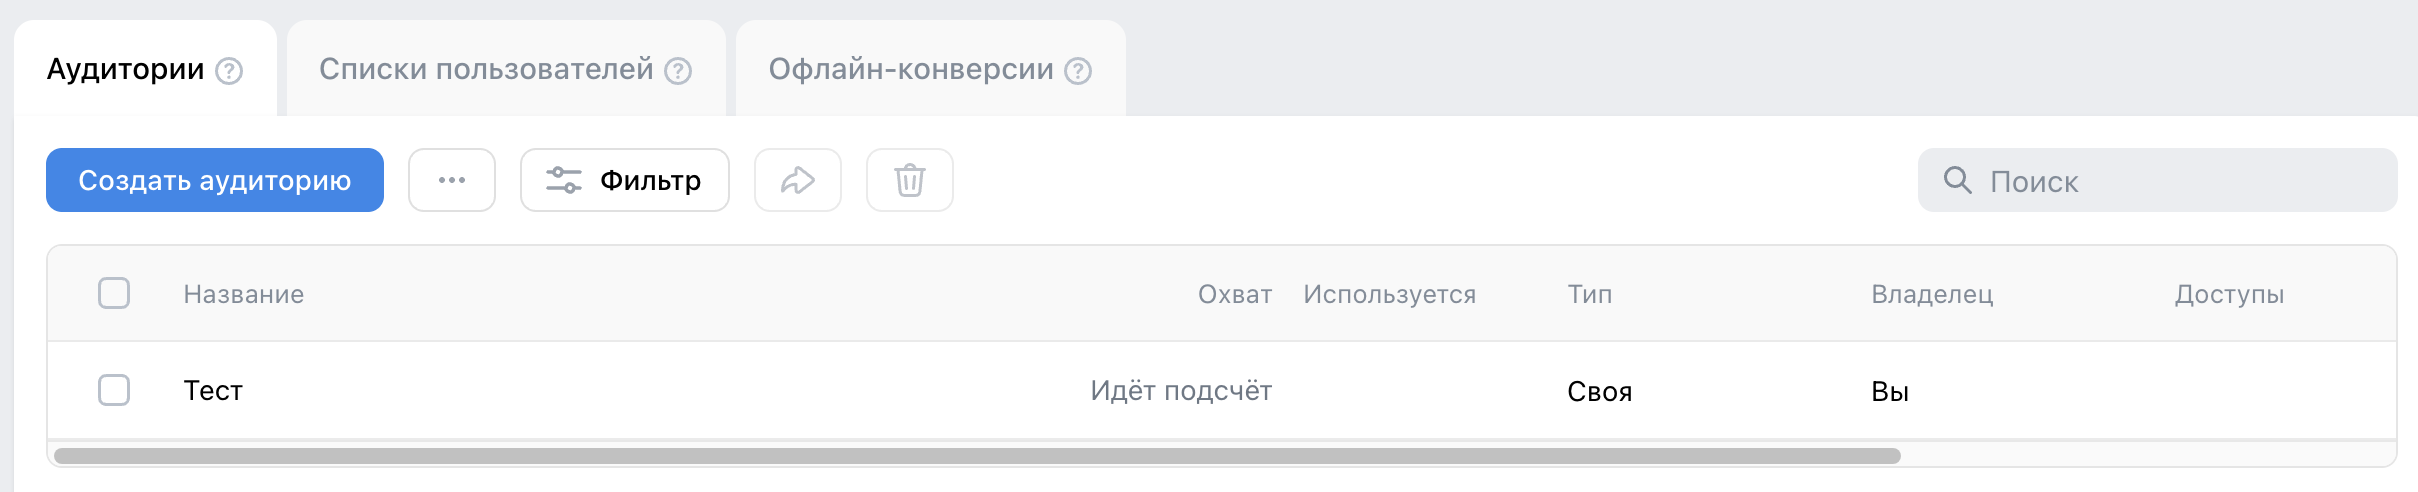 Аудитории ? Списки пользователей ? Офлайн-конверсии ?
Создать аудиторию ... Фильтр Поиск
Название Охват Используется Тип Владелец Доступы
Тест Идёт подсчёт Своя Вы